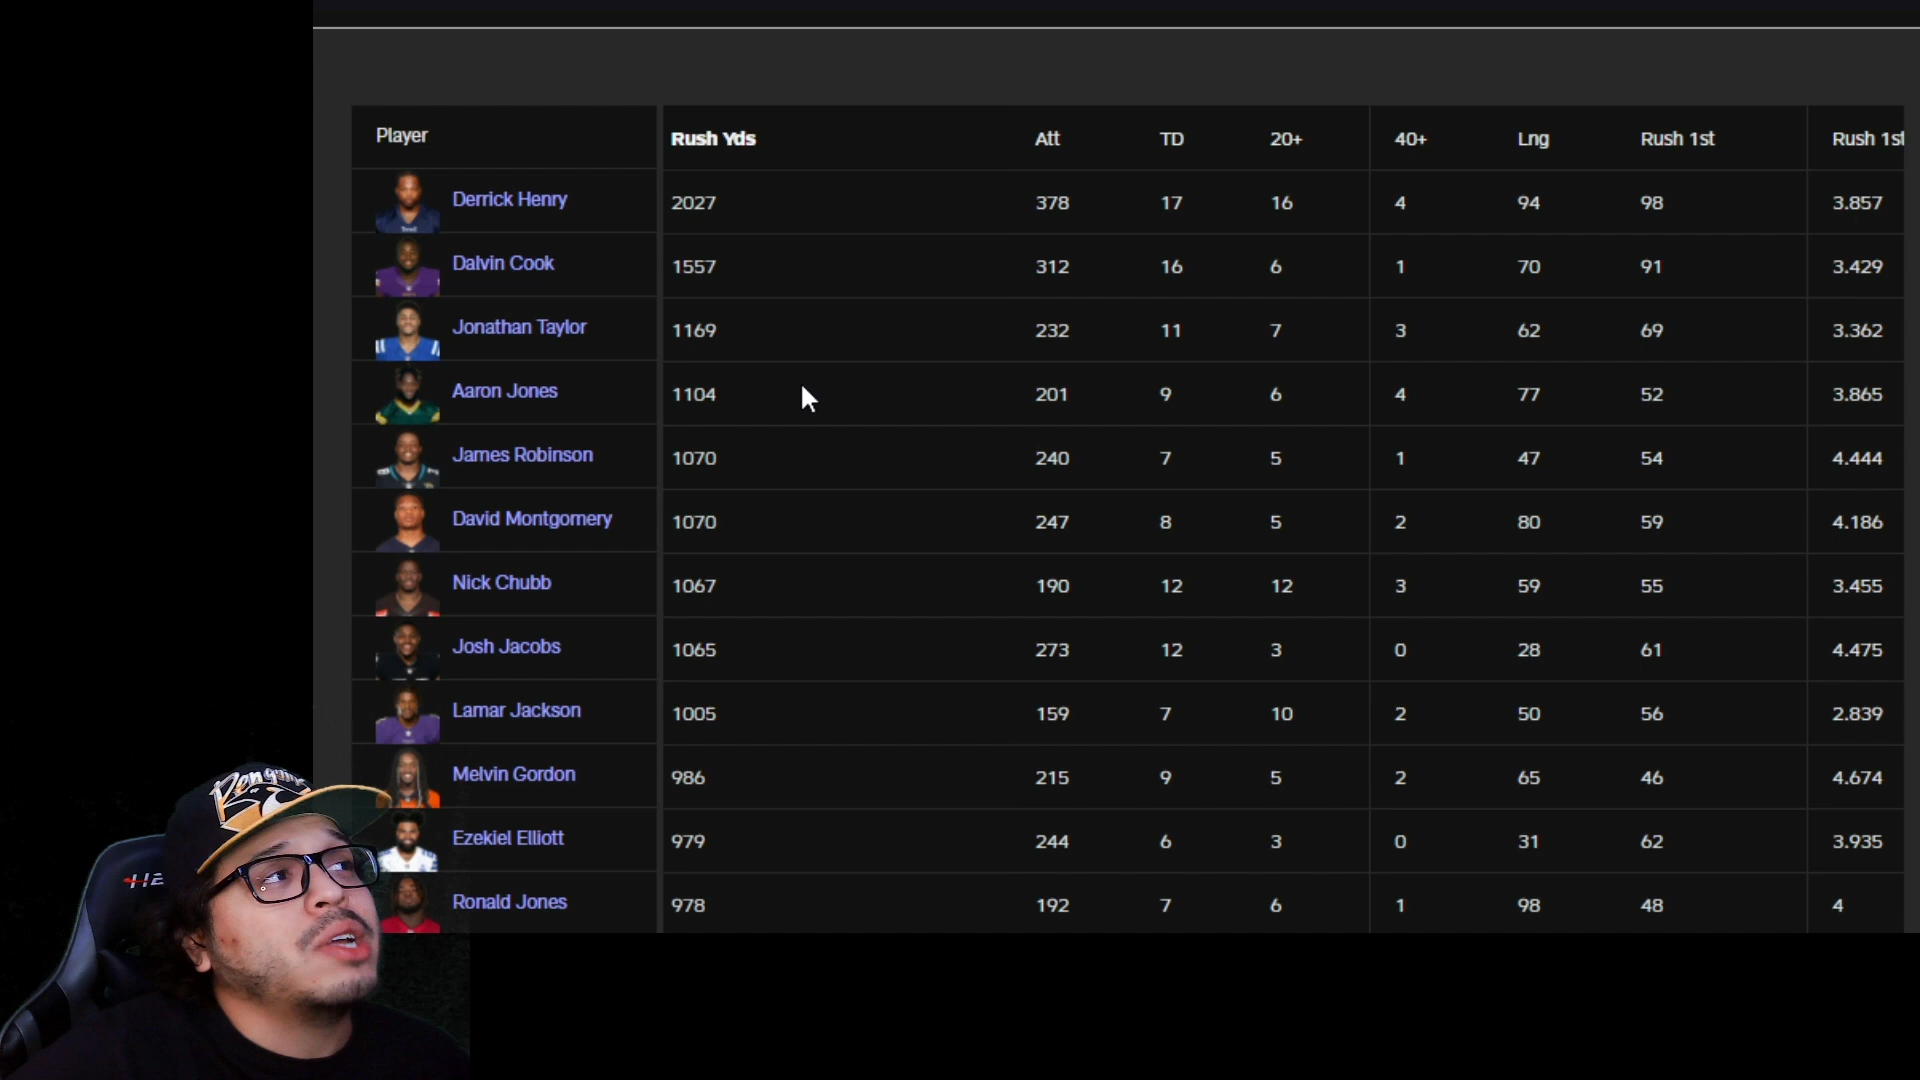 Player Rush Yds Att TD 20+ 40+ Lng Rush 1st Rush 1st
Derrick Henry 2027 378 17 16 4 94 98 3.857
Dalvin Cook 1557 312 16 6 1 70 91 3.429
Jonathan Taylor 1169 232 11 7 3 62 69 3.362
Aaron Jones 1104 201 9 6 4 77 52 3.865
James Robinson 1070 240 7 5 1 47 54 4.444
David Montgomery 1070 247 8 5 2 80 59 4.186
Nick Chubb 1067 190 12 12 3 59 55 3.455
Josh Jacobs 1065 273 12 3 0 28 61 4.475
Lamar Jackson 1005 159 7 10 2 50 56 2.839
Melvin Gordon 986 215 9 5 2 65 46 4.674
Ezekiel Elliott 979 244 6 3 0 31 62 3.935
Ronald Jones 978 192 7 6 1 98 48 4